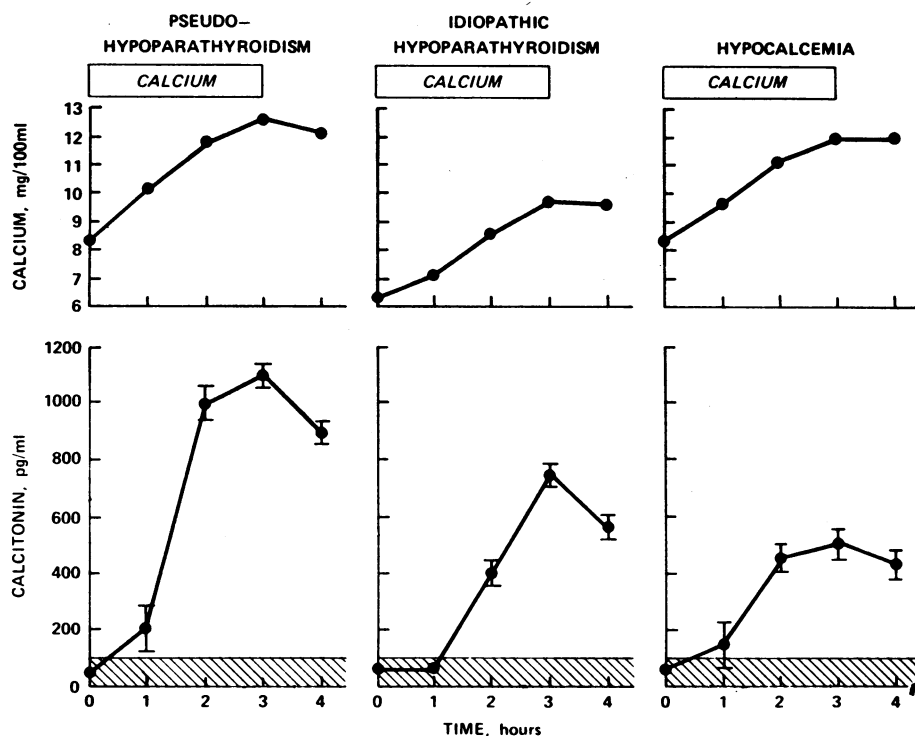 PSEUDO–
HYPOPARATHYROIDISM
IDIOPATHIC
HYPOPARATHYROIDISM
HYPOCALCEMIA
CALCIUM
CALCIUM
CALCIUM
CALCIUM, mg/100ml
13
12
11
10
9
8
7
6
CALCITONIN, pg/ml
1200
1000
800
600
400
200
0
0 1 2 3 4
0 1 2 3 4
0 1 2 3 4
TIME, hours